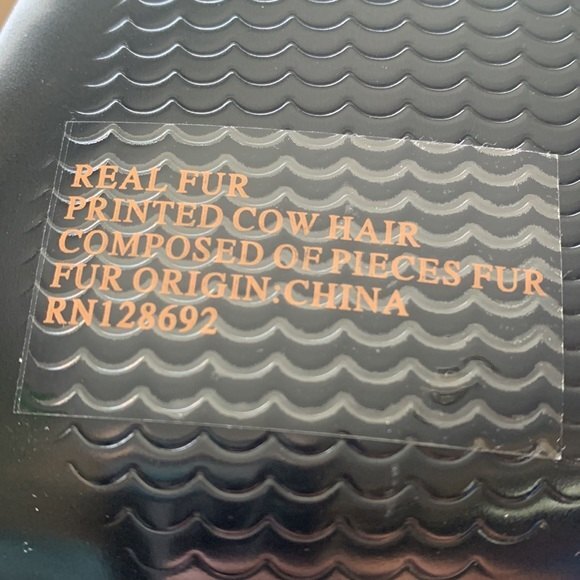 REAL FUR
PRINTED COW HAIR
COMPOSED OF PIECES FUR
FUR ORIGIN:CHINA
RN128692